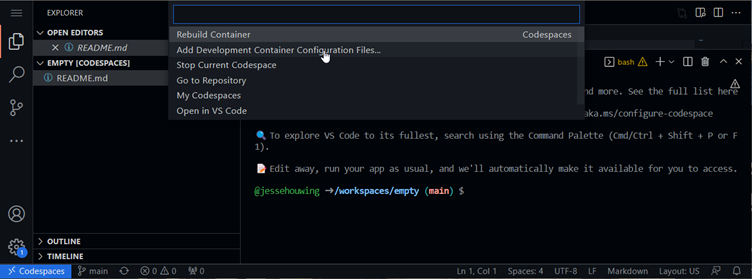 EXPLORER
OPEN EDITORS
README.md
EMPTY [CODESPACES]
README.md
Rebuild Container Codespaces
Add Development Container Configuration Files...
Stop Current Codespace
Go to Repository
My Codespaces
Open in VS Code
bash
nd more. See the full list here
aka.ms/configure-codespace
To explore VS Code to its fullest, search using the Command Palette (Cmd/Ctrl + Shift + P or F
1).
Edit away, run your app as usual, and we'll automatically make it available for you to access.
@jessehouwing ➜/workspaces/empty (main) $
OUTLINE
TIMELINE
1
Codespaces main 0 0 0 Ln 1, Col 1 Spaces: 4 UTF-8 LF Markdown Layout: US